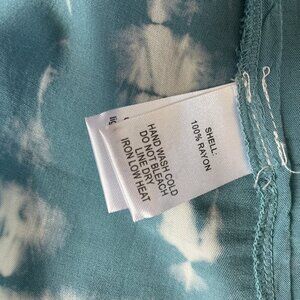 SHELL:
100% RAYON
HAND WASH COLD
DO NOT BLEACH
LINE DRY
IRON LOW HEAT